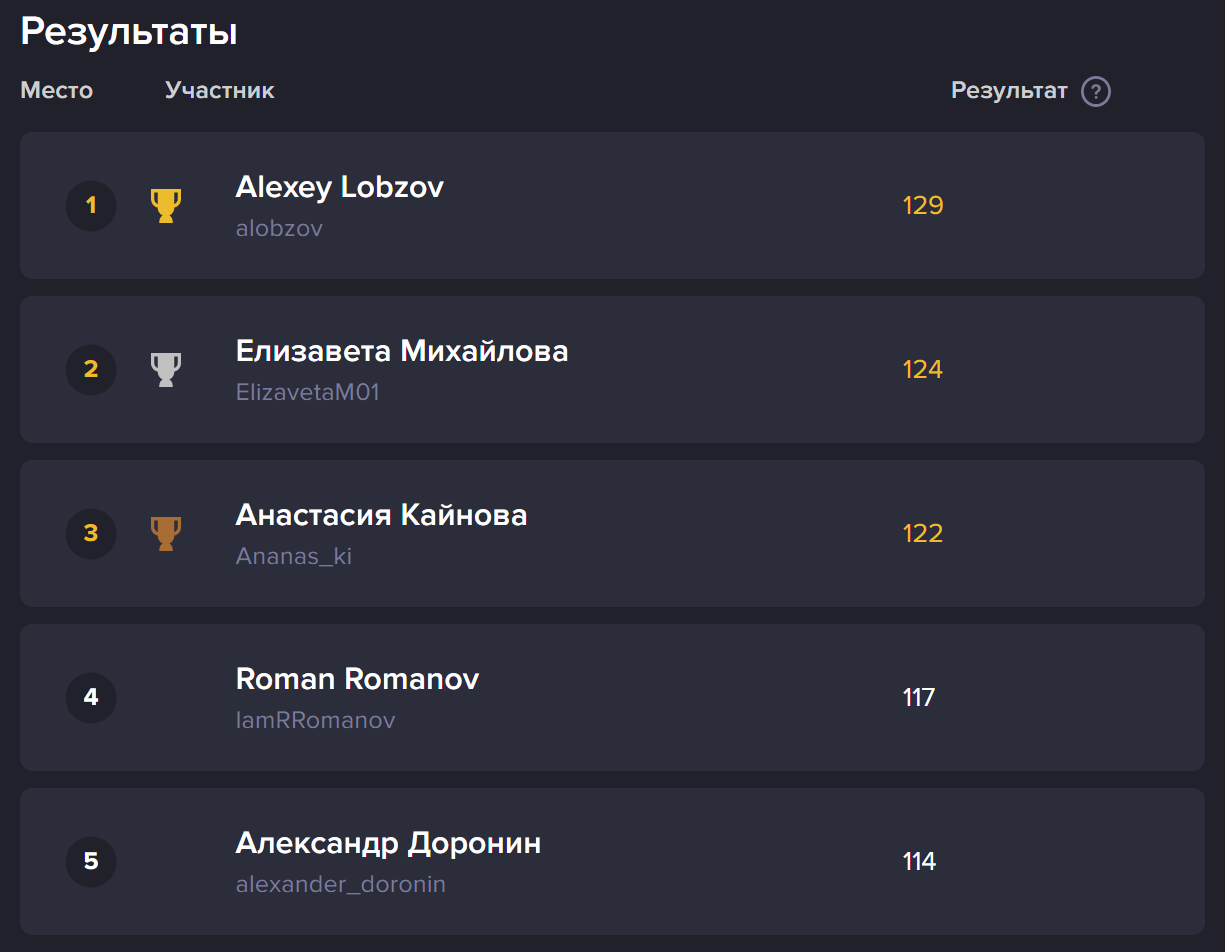 Результаты
Место Участник Результат ?
1 Alexey Lobzov 129
alobzov
2 Елизавета Михайлова 124
ElizavetaM01
3 Анастасия Кайнова 122
Ananas_ki
4 Roman Romanov 117
IamRRomanov
5 Александр Доронин 114
alexander_doronin